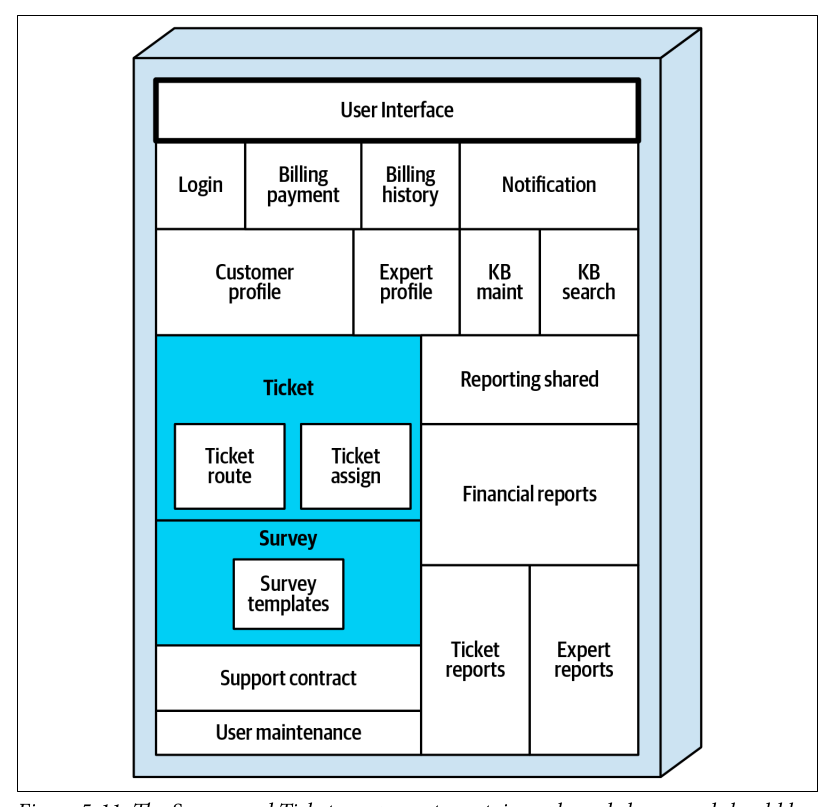 User Interface
Login
Billing
payment
Billing
history
Notification
Customer
profile
Expert
profile
KB
maint
KB
search
Ticket
Ticket
route
Ticket
assign
Reporting shared
Financial reports
Survey
Survey
templates
Support contract
User maintenance
Ticket
reports
Expert
reports